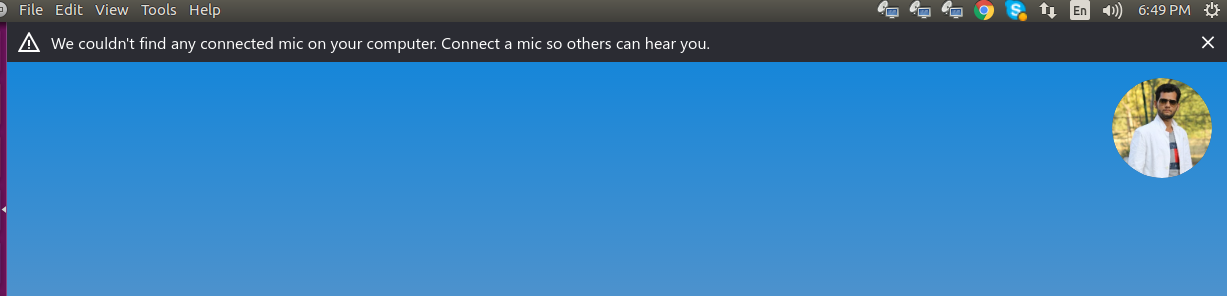 File Edit View Tools Help En 6:49 PM
We couldn't find any connected mic on your computer. Connect a mic so others can hear you.